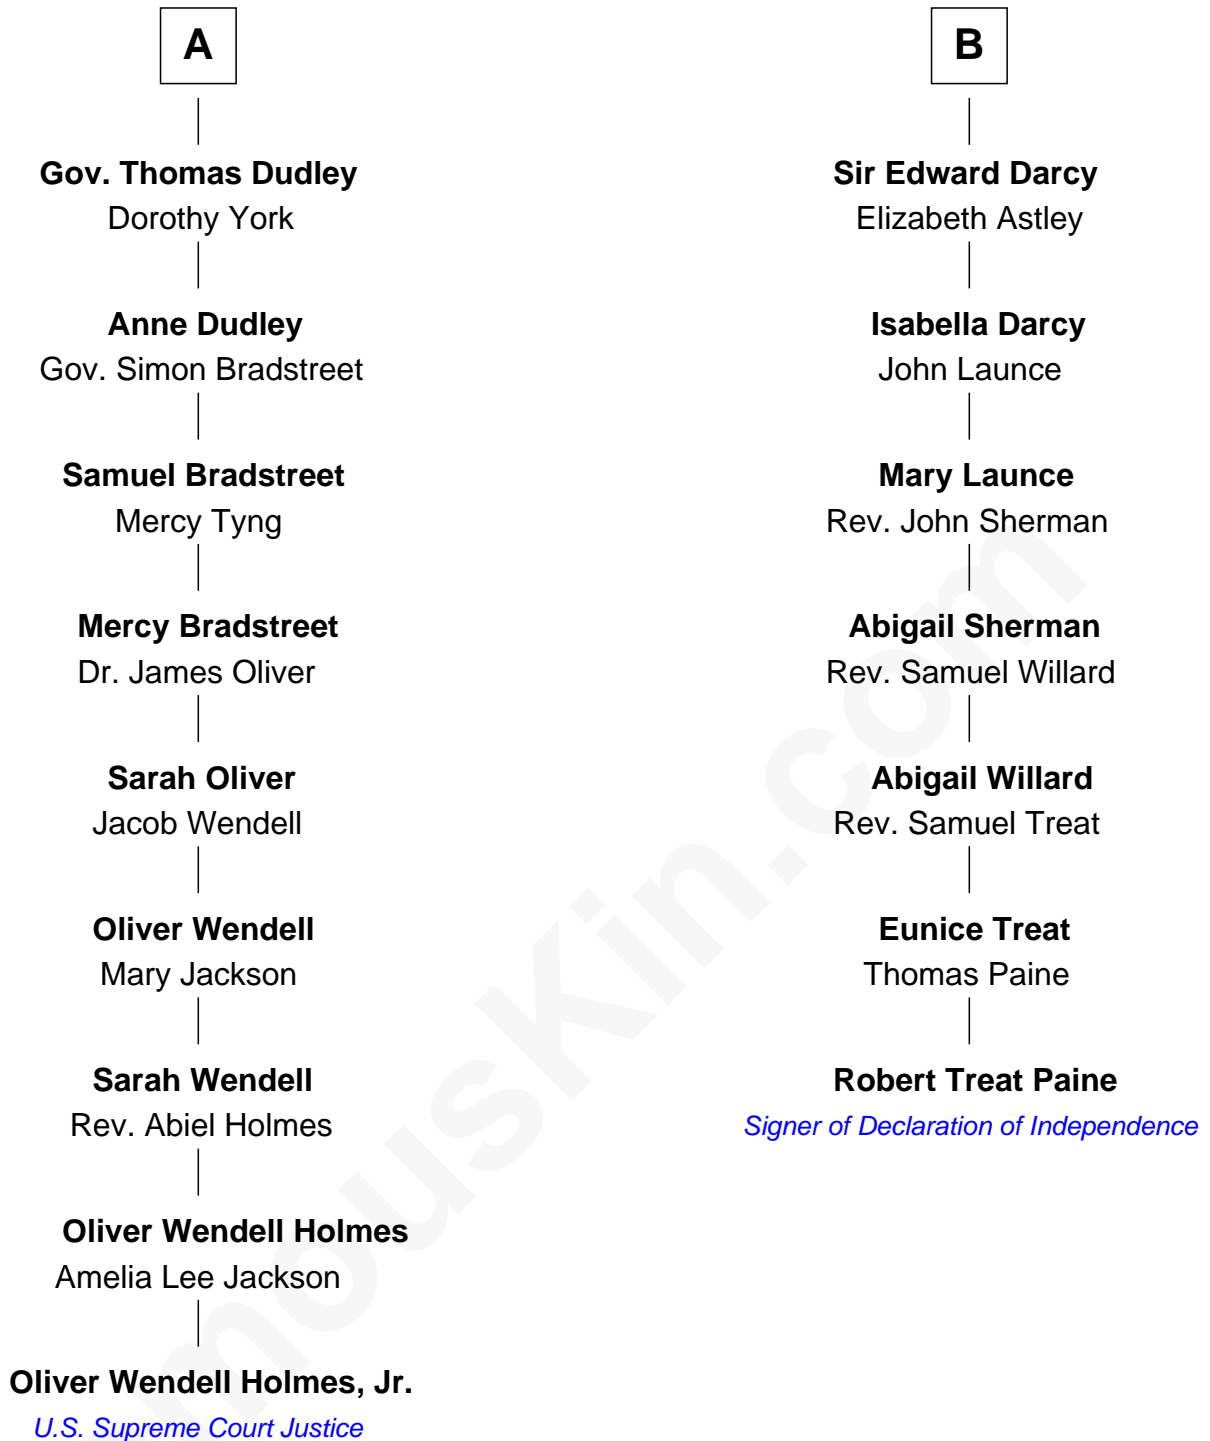 A
Gov. Thomas Dudley
Dorothy York
Anne Dudley
Gov. Simon Bradstreet
Samuel Bradstreet
Mercy Tyng
Mercy Bradstreet
Dr. James Oliver
Sarah Oliver
Jacob Wendell
Oliver Wendell
Mary Jackson
Sarah Wendell
Rev. Abiel Holmes
Oliver Wendell Holmes
Amelia Lee Jackson
Oliver Wendell Holmes, Jr.
U.S. Supreme Court Justice
B
Sir Edward Darcy
Elizabeth Astley
Isabella Darcy
John Launce
Mary Launce
Rev. John Sherman
Abigail Sherman
Rev. Samuel Willard
Abigail Willard
Rev. Samuel Treat
Eunice Treat
Thomas Paine
Robert Treat Paine
Signer of Declaration of Independence
mouskin.com